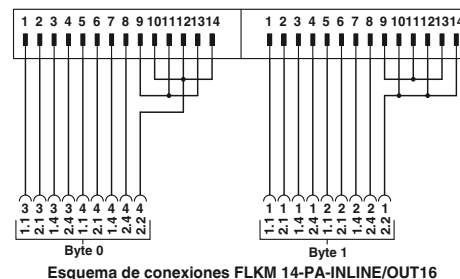 1 2 3 4 5 6 7 8 9 10 11 12 13 14
1 2 3 4 5 6 7 8 9 10 11 12 13 14
3 3 3 3 4 4 4 4 4
1.1 2.1 1.4 2.4 1.1 2.1 1.4 2.4 2.2
1 1 1 1 2 2 2 2 1
1.1 2.1 1.4 2.4 1.1 2.1 1.4 2.4 2.2
Byte 0
Byte 1
Esquema de conexiones FLKM 14-PA-INLINE/OUT16